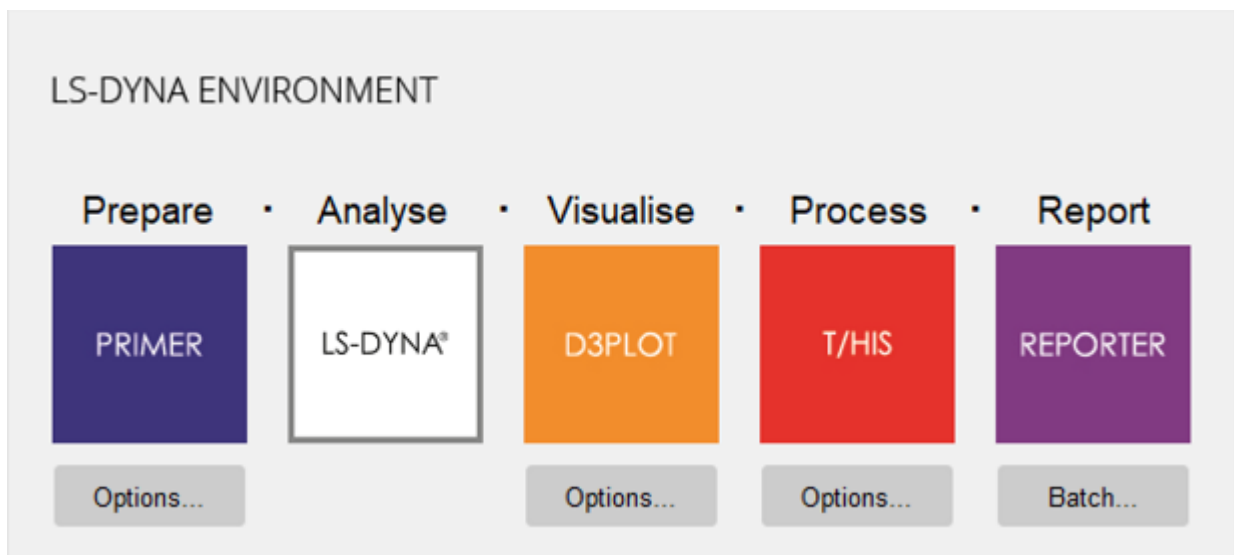 LS-DYNA ENVIRONMENT
Prepare · Analyse · Visualise · Process · Report
PRIMER LS-DYNA® D3PLOT T/HIS REPORTER
Options... Options... Options... Batch...